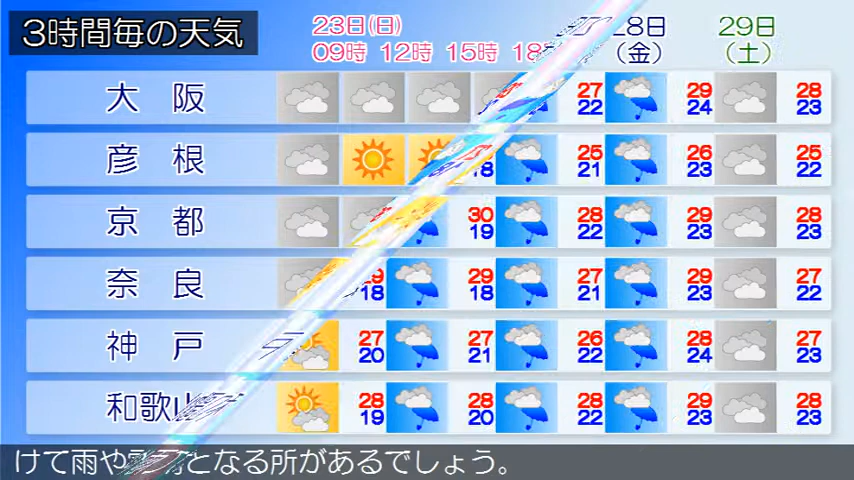 3時間毎の天気
23日(日) 8日 29日
09時 12時 15時 18 (金) (土)
大阪 27 22 29 24 28 23
彦根 18 25 21 26 23 25 22
京都 30 19 28 22 29 23 28 23
奈良 29 18 29 18 27 21 29 23 27 22
神戸 27 20 27 21 26 22 28 24 27 23
和歌山 28 19 28 20 28 22 29 23 28 23
けて雨や となる所があるでしょう。